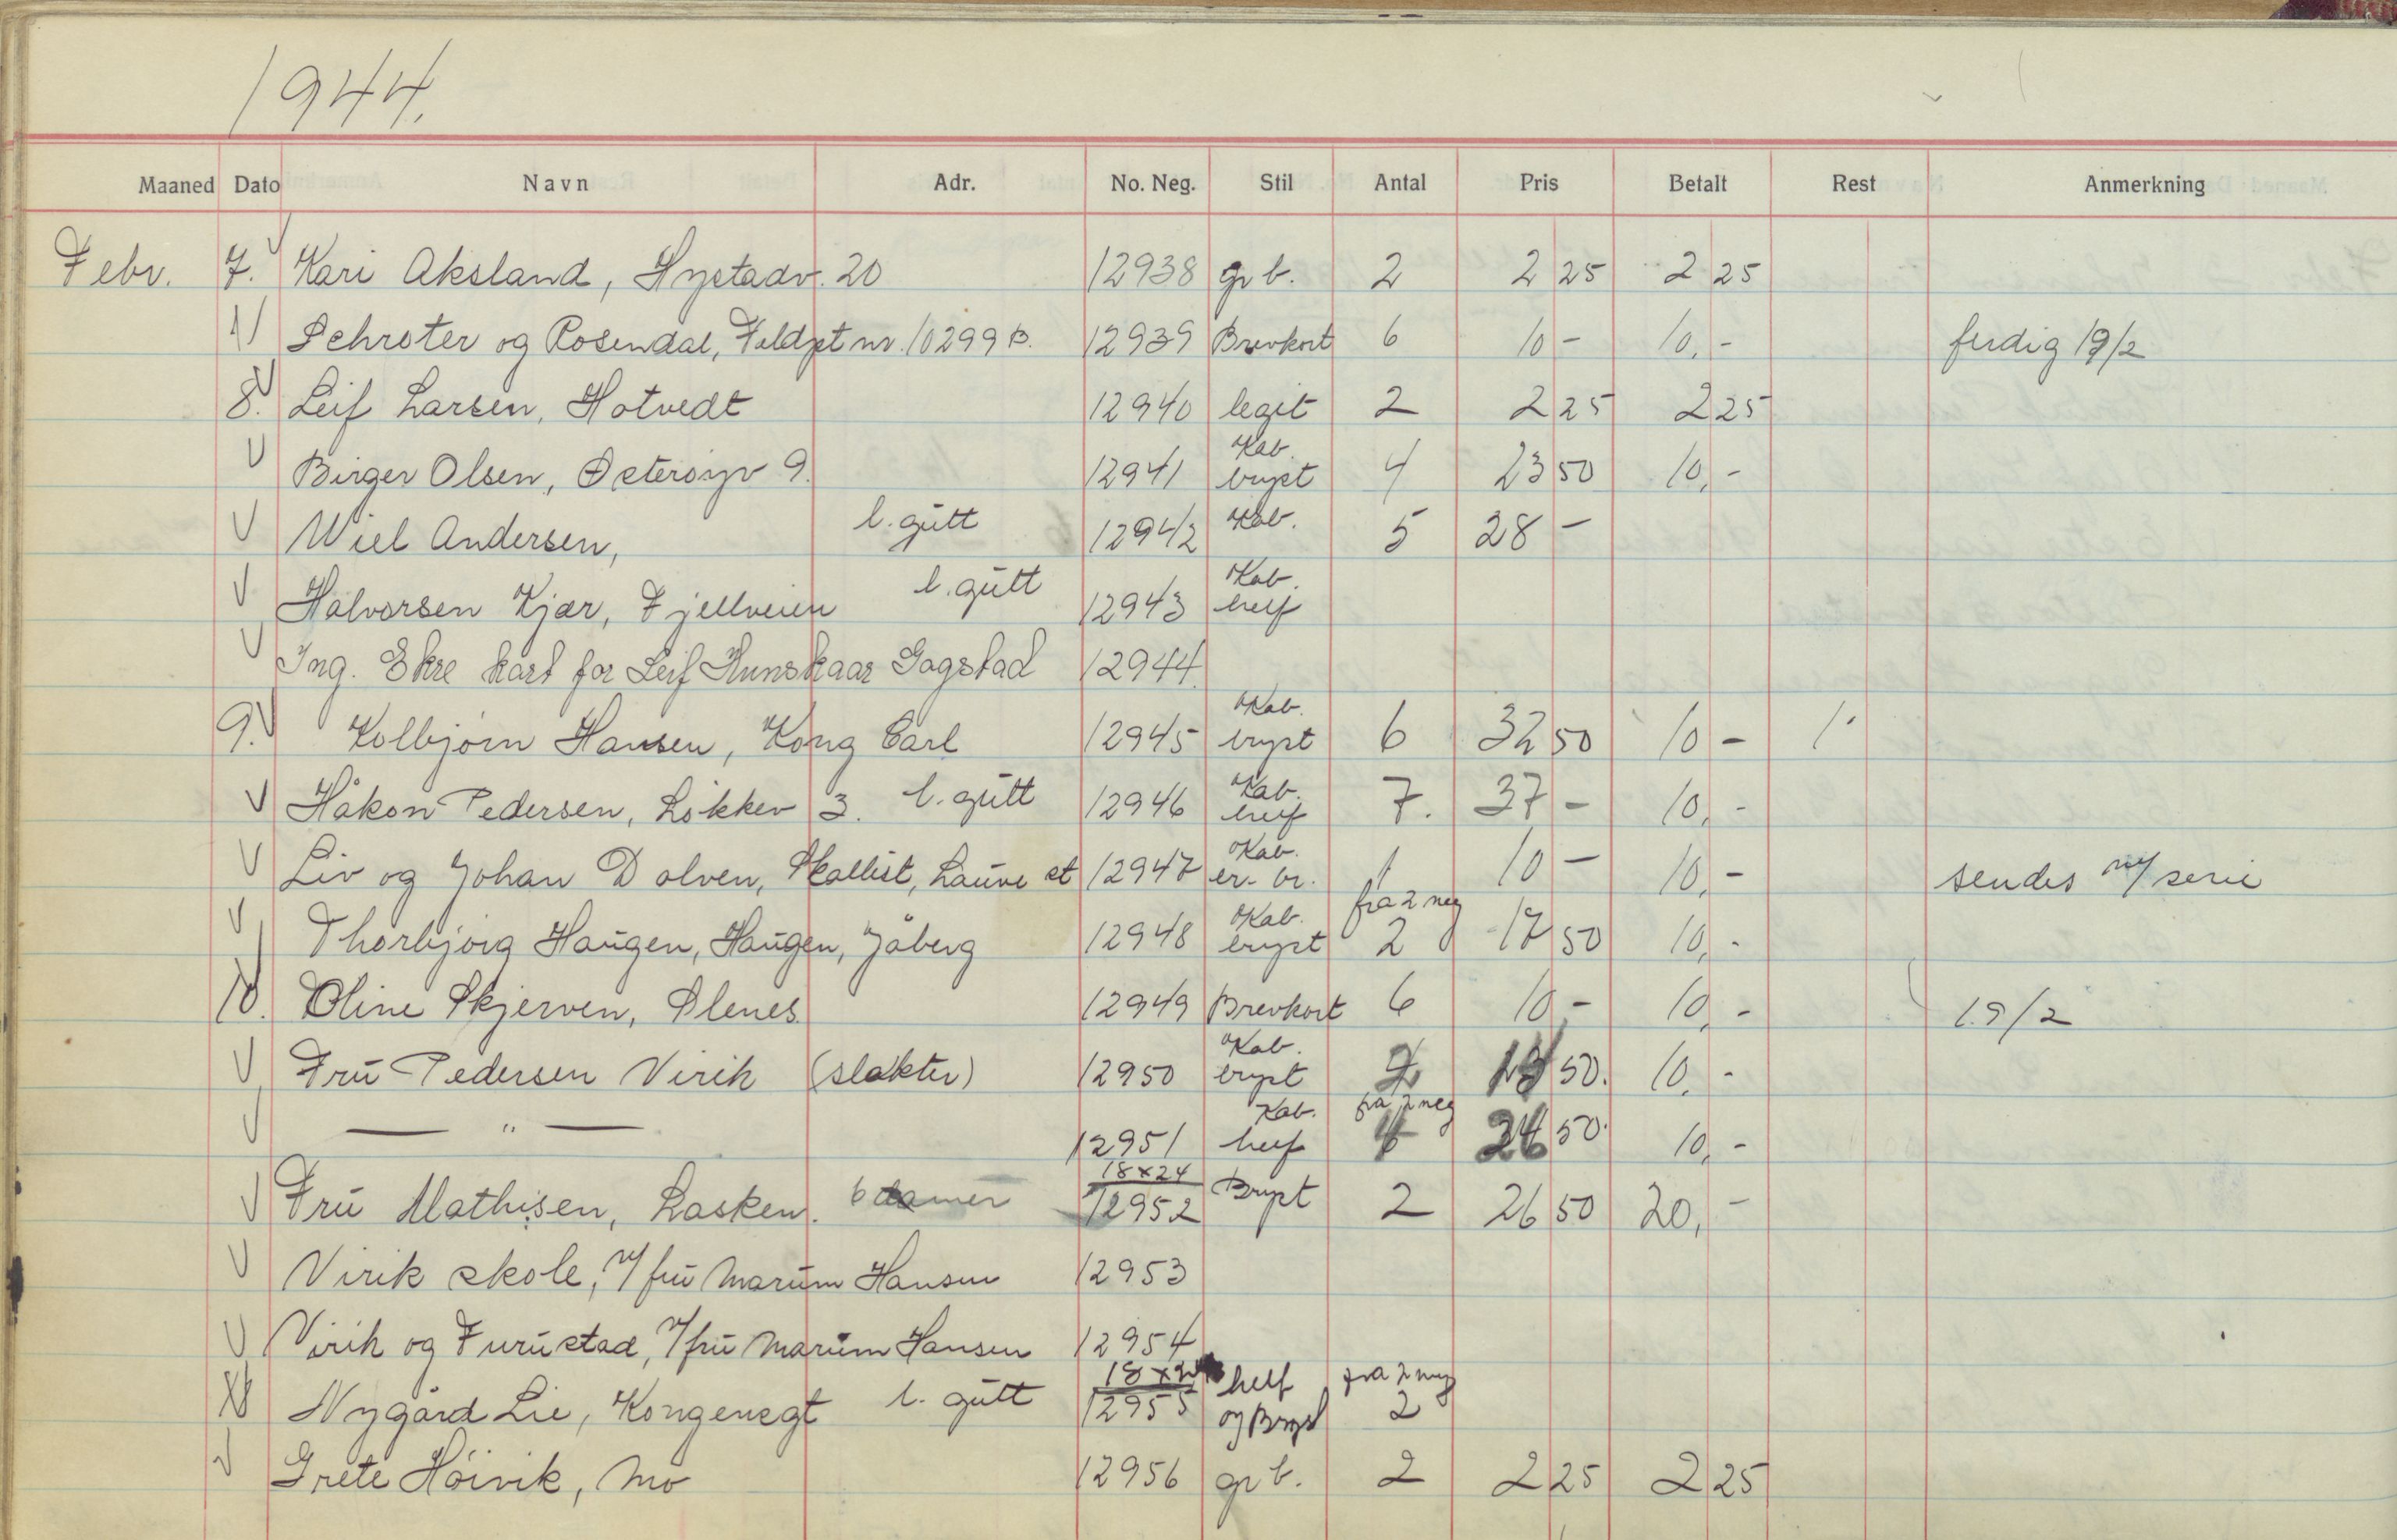 1944.
Maaned Dato Navn Adr. No. Neg. Stil Antal Pris Betalt Rest Anmerkning
Febr. 7. Kari Aksland, Hystadv. 20 12938 gr b. 2 2 25 2 25
Schroter og Rosendal, Feldpt nr. 10299 B. 12939 Brevkort 6 10 - 10,- ferdig 19/2
8. Leif Larsen, Hotvedt 12940 legit 2 2 25 2 25
Birger Olsen, Østerøyv 9. 12941 Kab. bryst 4 23 50 10,-
Wiel Andersen, l. gutt 12942 Kab. 5 28 -
Halvorsen Kjær, Fjellveien l. gutt 12943 Kab. helf
Ing. Ekre kart for Leif Hunskaar Gogstad 12944.
9. Kolbjørn Hansen, Kong Carl 12945 Kab. bryst 6 32 50 10 -
Håkon Pedersen, Løkkev 3. l. gutt 12946 Kab. helf 7. 37 - 10,-
Liv og Johan Dolven, Skallist, Lauve st 12947 Kab. er. br. 1 10 - 10,- sendes m/ serie
Thorbjørg Haugen, Haugen, Jåberg 12948 Kab. bryst fra 2 neg 2 17 50 10,-
10. Oline Skjerven, Slenes. 12949 Brevkort 6 10,- 10,- 19/2
Fru Pedersen Virik (slakter) 12950 Kab. bryst 50. 10,-
— " — 12951 Kab. helf fra 2 neg 50. 10,-
Fru Mathisen, Lasken. 6 damer 18x24 12952 Bryst 2 26 50 20,-
Virik skole, v/ fru Marum Hansen 12953
Virik og Furustad, v/ fru Marum Hansen 12954
Nygård Lie, Kongensgt l. gutt 18x24 12955 helf og Bryst fra 2 neg 2
Grete Høivik, Mo 12956 gr b. 2 2 25 2 25